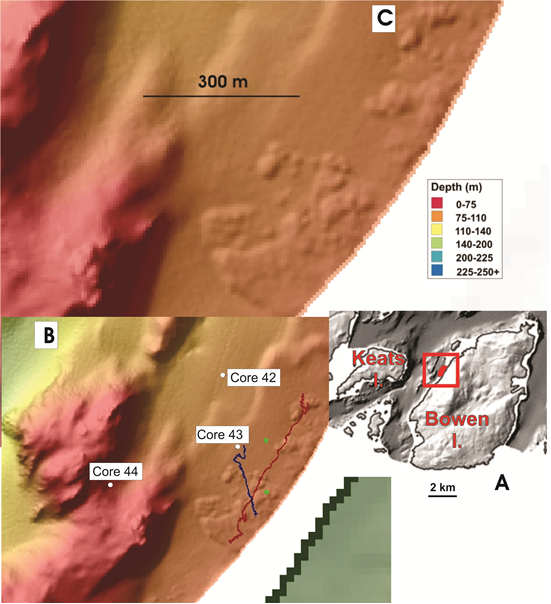 C
300 m
Depth (m)
0-75
75-110
110-140
140-200
200-225
225-250+
B
Core 42
Core 43
Core 44
Keats
I.
Bowen
I.
2 km
A